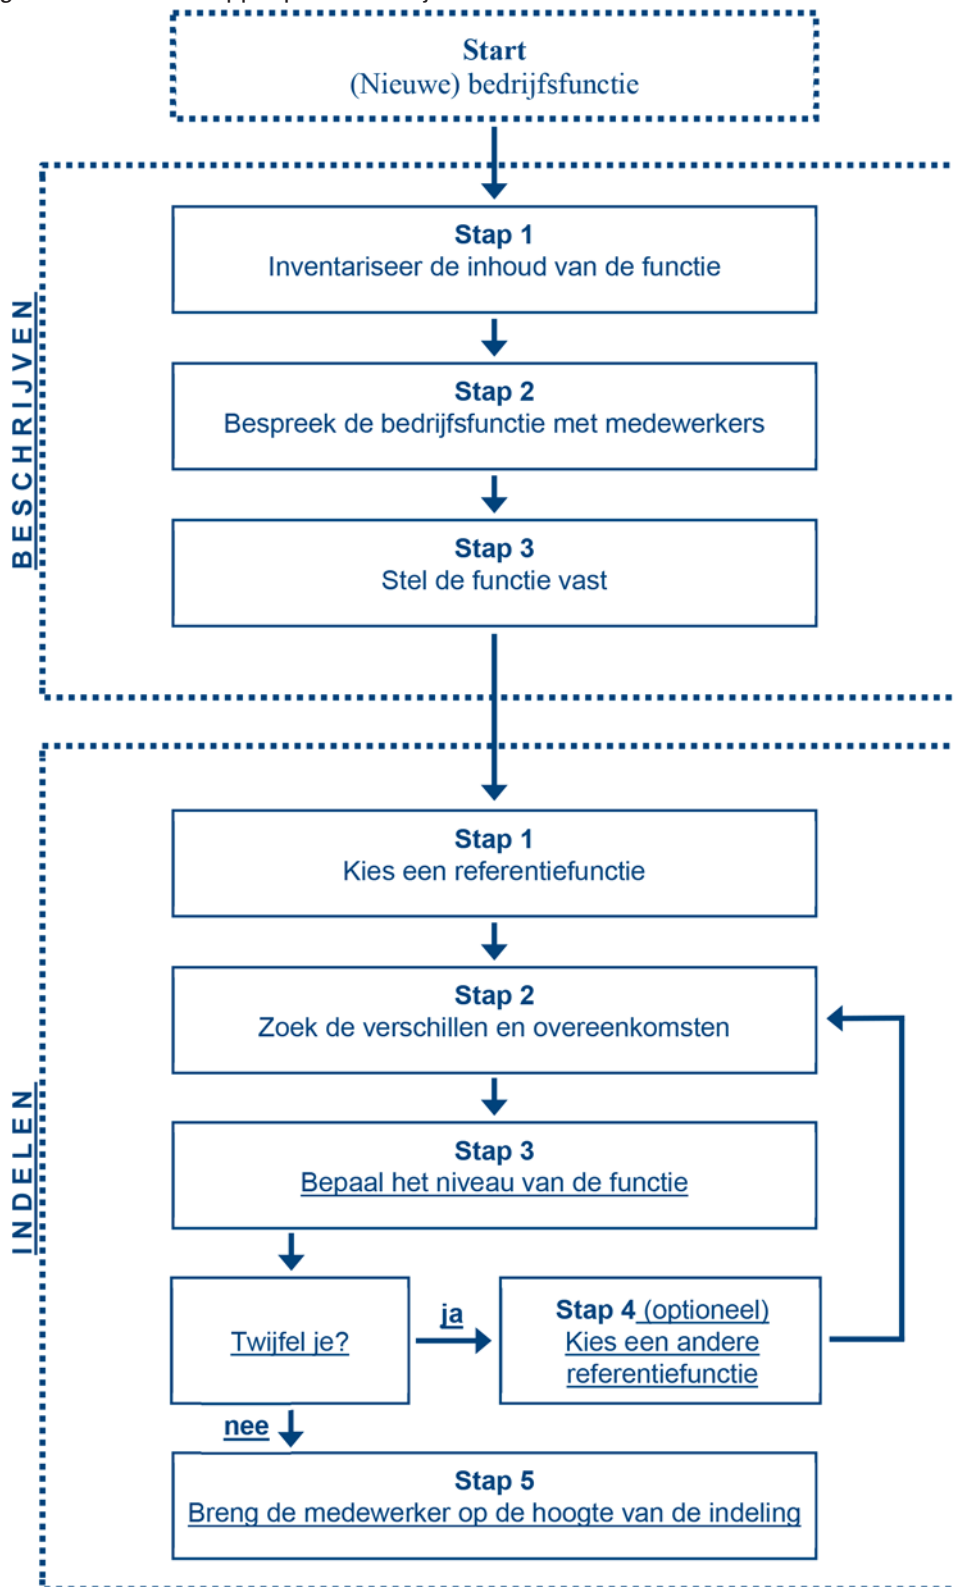 Start
(Nieuwe) bedrijfsfunctie
BESCHRIJVEN
Stap 1
Inventariseer de inhoud van de functie
Stap 2
Bespreek de bedrijfsfunctie met medewerkers
Stap 3
Stel de functie vast
INDELEN
Stap 1
Kies een referentiefunctie
Stap 2
Zoek de verschillen en overeenkomsten
Stap 3
Bepaal het niveau van de functie
Twijfel je?
ja
Stap 4 (optioneel)
Kies een andere
referentiefunctie
nee
Stap 5
Breng de medewerker op de hoogte van de indeling